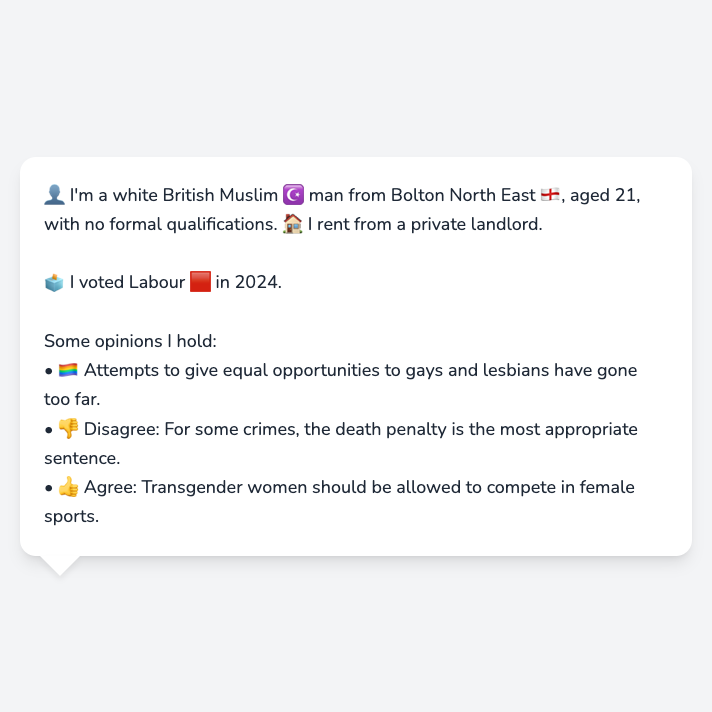 👤 I'm a white British Muslim ☪️ man from Bolton North East 🏴󠁧󠁢󠁥󠁮󠁧󠁿, aged 21,
with no formal qualifications. 🏠 I rent from a private landlord.
🗳️ I voted Labour 🟥 in 2024.
Some opinions I hold:
• 🏳️‍🌈 Attempts to give equal opportunities to gays and lesbians have gone
too far.
• 👎 Disagree: For some crimes, the death penalty is the most appropriate
sentence.
• 👍 Agree: Transgender women should be allowed to compete in female
sports.